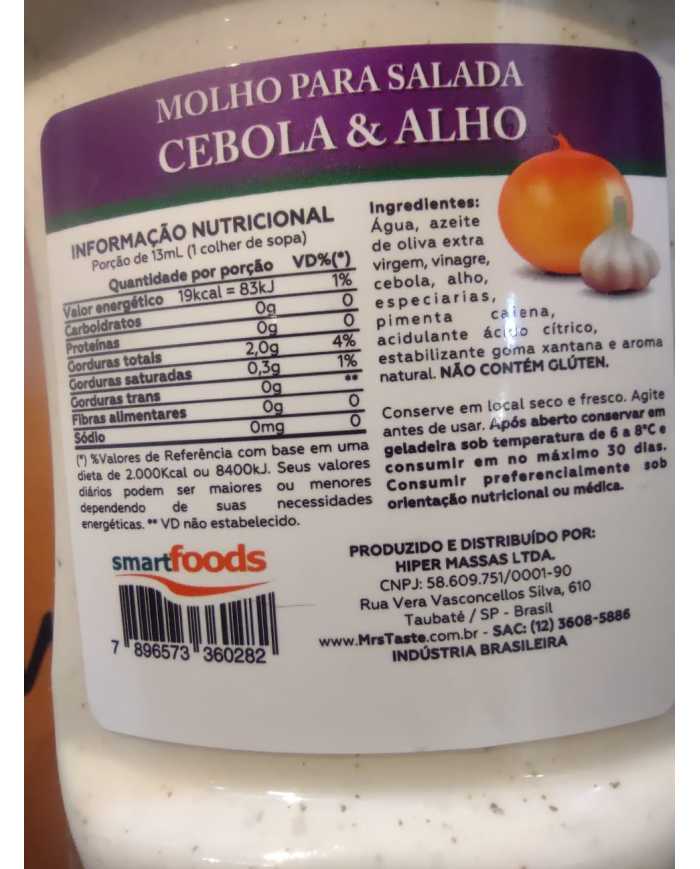 MOLHO PARA SALADA
CEBOLA & ALHO
INFORMAÇÃO NUTRICIONAL
Porção de 13mL (1 colher de sopa)
Quantidade por porção VD%(*)
Valor energético 19kcal = 83kJ 1%
Carboidratos 0g 0
Proteínas 0g 0
Gorduras totais 2,0g 4%
Gorduras saturadas 0,3g 1%
Gorduras trans 0g **
Fibras alimentares 0g 0
Sódio 0mg 0
(*) %Valores de Referência com base em uma
dieta de 2.000Kcal ou 8400kJ. Seus valores
diários podem ser maiores ou menores
dependendo de suas necessidades
energéticas. ** VD não estabelecido.
Ingredientes:
Água, azeite
de oliva extra
virgem, vinagre,
cebola, alho,
especiarias,
pimenta caiena,
acidulante ácido cítrico,
estabilizante goma xantana e aroma
natural. NÃO CONTÉM GLÚTEN.
Conserve em local seco e fresco. Agite
antes de usar. Após aberto conservar em
geladeira sob temperatura de 6 a 8°C e
consumir em no máximo 30 dias.
Consumir preferencialmente sob
orientação nutricional ou médica.
smartfoods
7 896573 360282
PRODUZIDO E DISTRIBUÍDO POR:
HIPER MASSAS LTDA.
CNPJ: 58.609.751/0001-90
Rua Vera Vasconcellos Silva, 610
Taubaté / SP - Brasil
www.MrsTaste.com.br - SAC: (12) 3608-5886
INDÚSTRIA BRASILEIRA